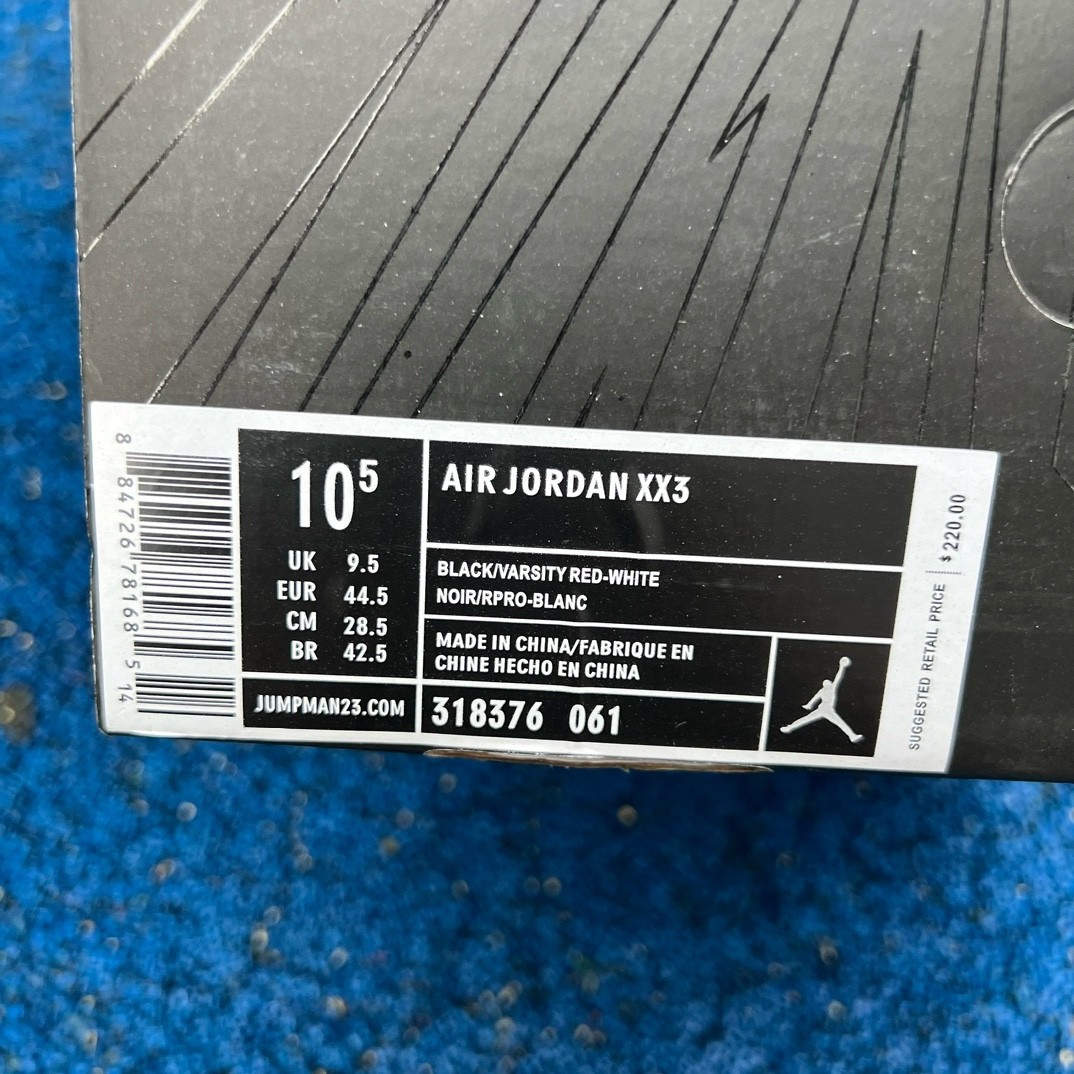 8 84726 78168 5 14
10⁵
UK 9.5
EUR 44.5
CM 28.5
BR 42.5
JUMPMAN23.COM
AIR JORDAN XX3
BLACK/VARSITY RED-WHITE
NOIR/RPRO-BLANC
MADE IN CHINA/FABRIQUE EN
CHINE HECHO EN CHINA
318376 061
SUGGESTED RETAIL PRICE $220.00